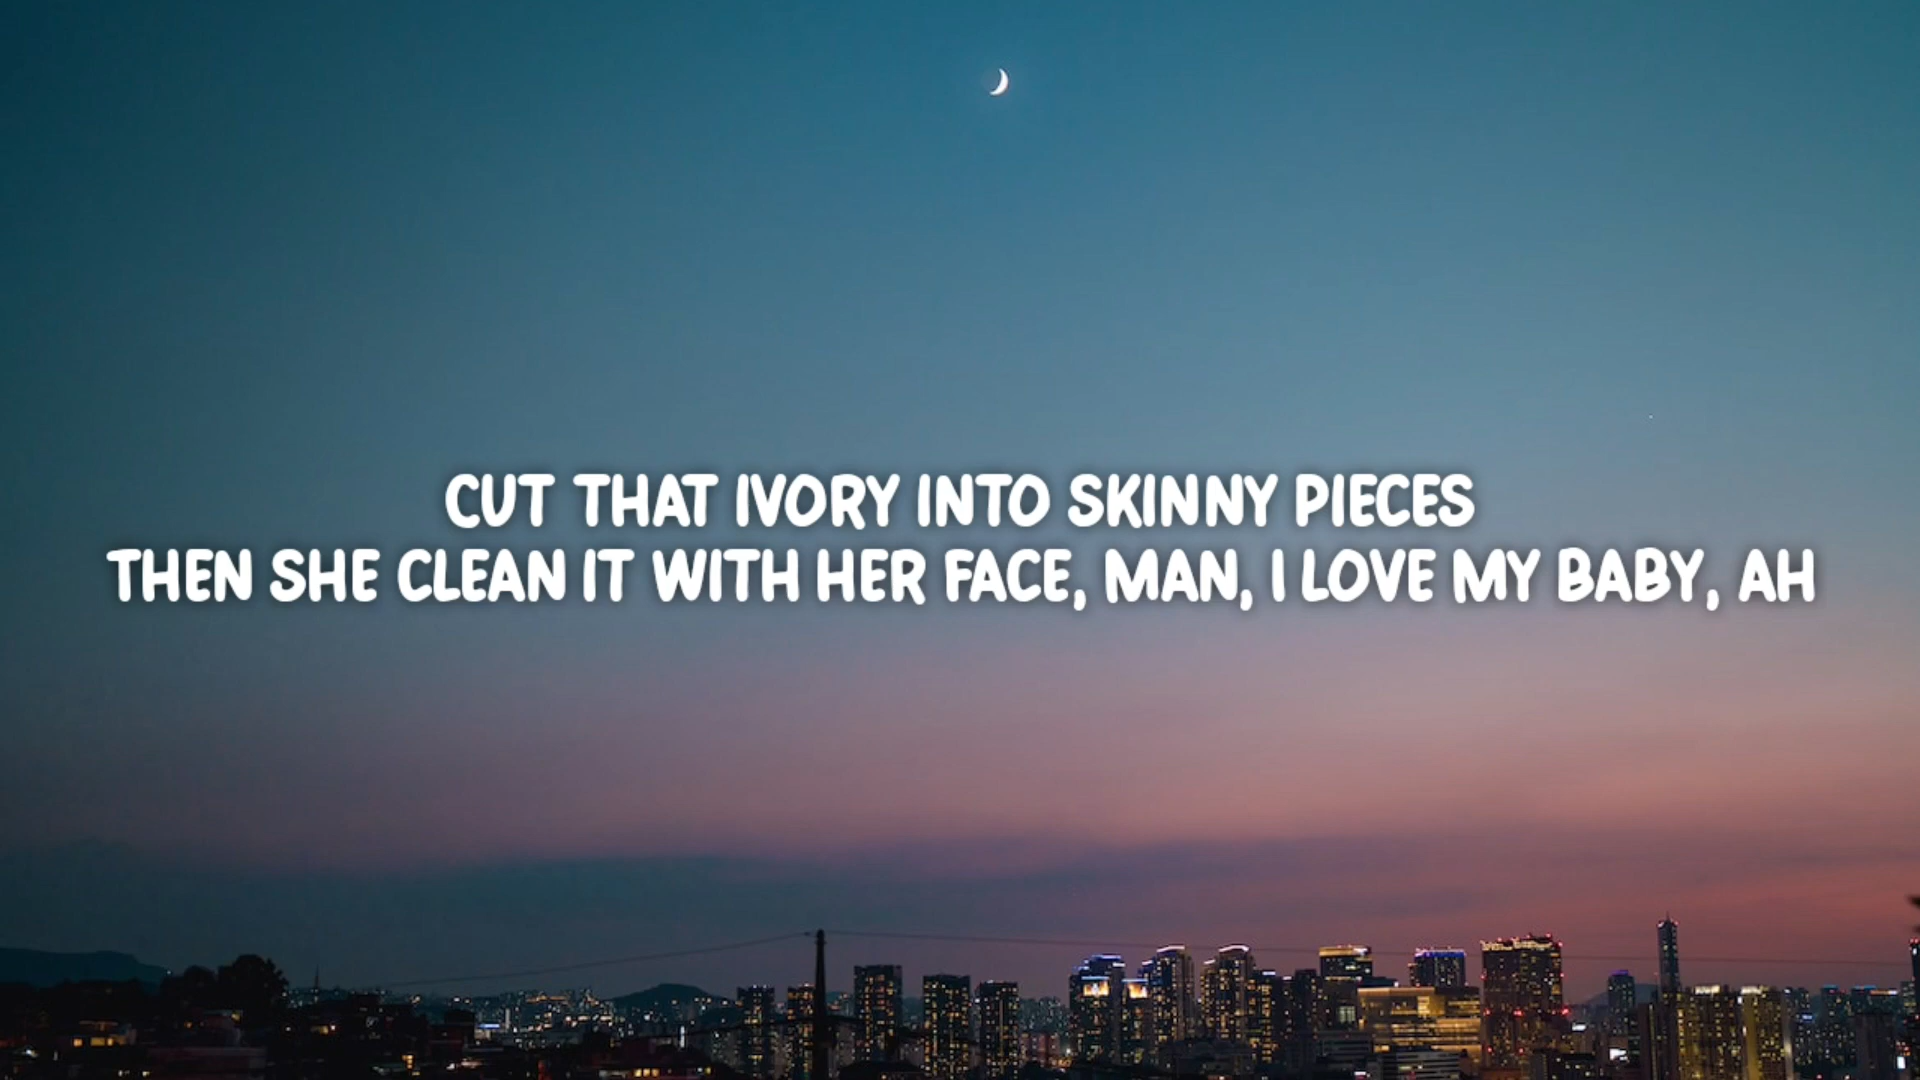 CUT THAT IVORY INTO SKINNY PIECES
THEN SHE CLEAN IT WITH HER FACE, MAN, I LOVE MY BABY, AH